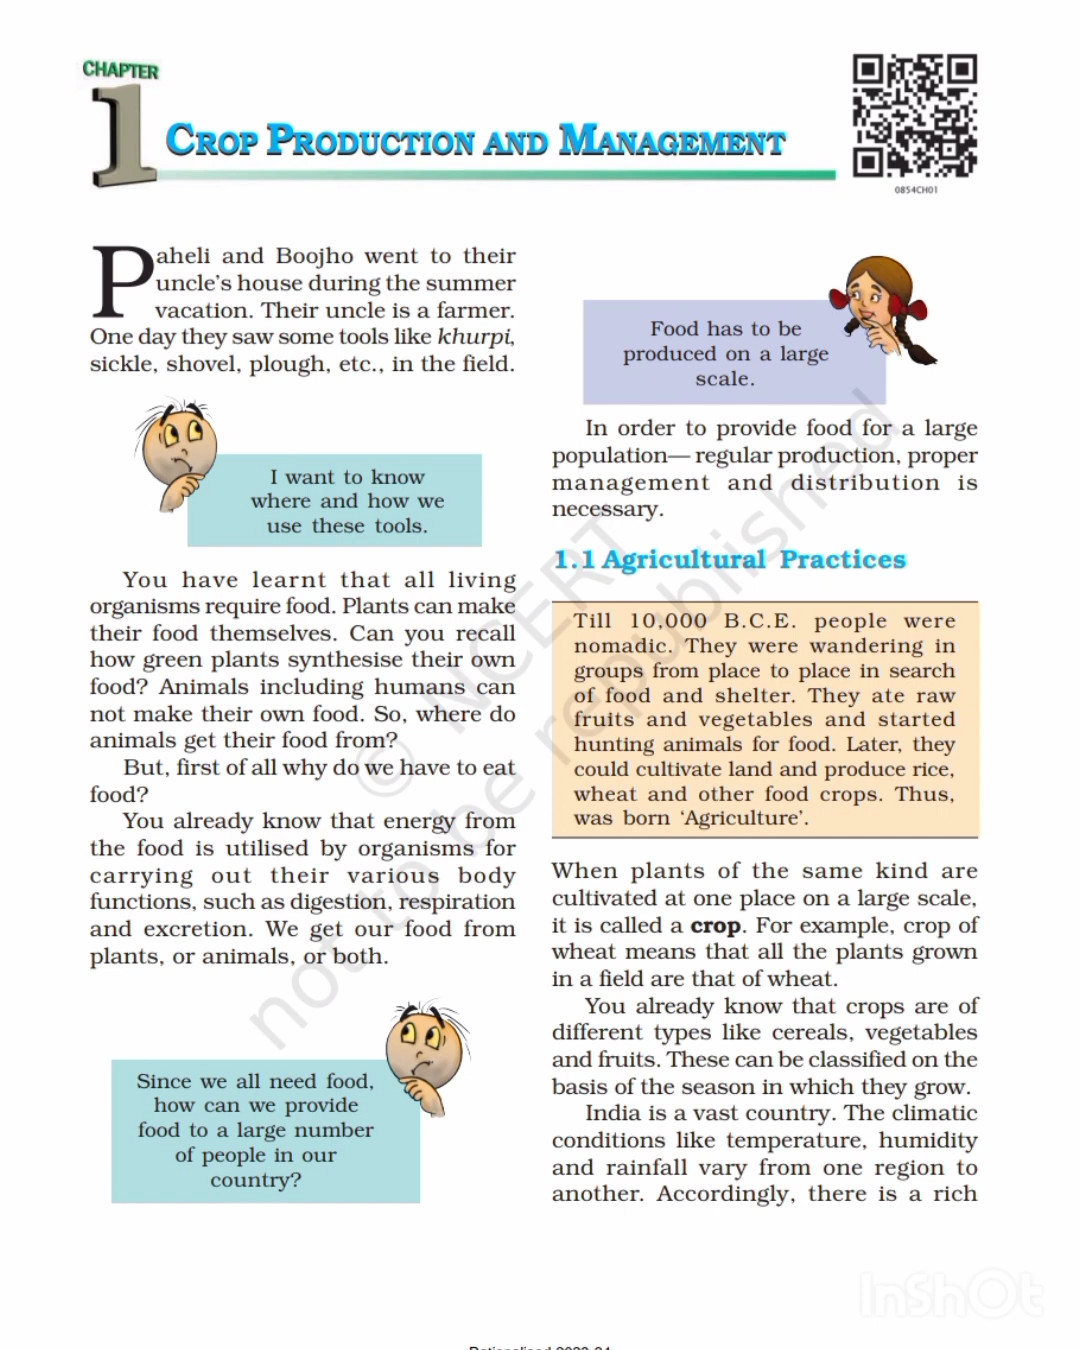 CHAPTER
1
CROP PRODUCTION AND MANAGEMENT
0854CH01
Paheli and Boojho went to their
uncle's house during the summer
vacation. Their uncle is a farmer.
One day they saw some tools like khurpi,
sickle, shovel, plough, etc., in the field.
I want to know
where and how we
use these tools.
You have learnt that all living
organisms require food. Plants can make
their food themselves. Can you recall
how green plants synthesise their own
food? Animals including humans can
not make their own food. So, where do
animals get their food from?
But, first of all why do we have to eat
food?
You already know that energy from
the food is utilised by organisms for
carrying out their various body
functions, such as digestion, respiration
and excretion. We get our food from
plants, or animals, or both.
Since we all need food,
how can we provide
food to a large number
of people in our
country?
Food has to be
produced on a large
scale.
In order to provide food for a large
population— regular production, proper
management and distribution is
necessary.
1.1 Agricultural Practices
Till 10,000 B.C.E. people were
nomadic. They were wandering in
groups from place to place in search
of food and shelter. They ate raw
fruits and vegetables and started
hunting animals for food. Later, they
could cultivate land and produce rice,
wheat and other food crops. Thus,
was born ‘Agriculture’.
When plants of the same kind are
cultivated at one place on a large scale,
it is called a crop. For example, crop of
wheat means that all the plants grown
in a field are that of wheat.
You already know that crops are of
different types like cereals, vegetables
and fruits. These can be classified on the
basis of the season in which they grow.
India is a vast country. The climatic
conditions like temperature, humidity
and rainfall vary from one region to
another. Accordingly, there is a rich
© NCERT
not to be republished
InShOt